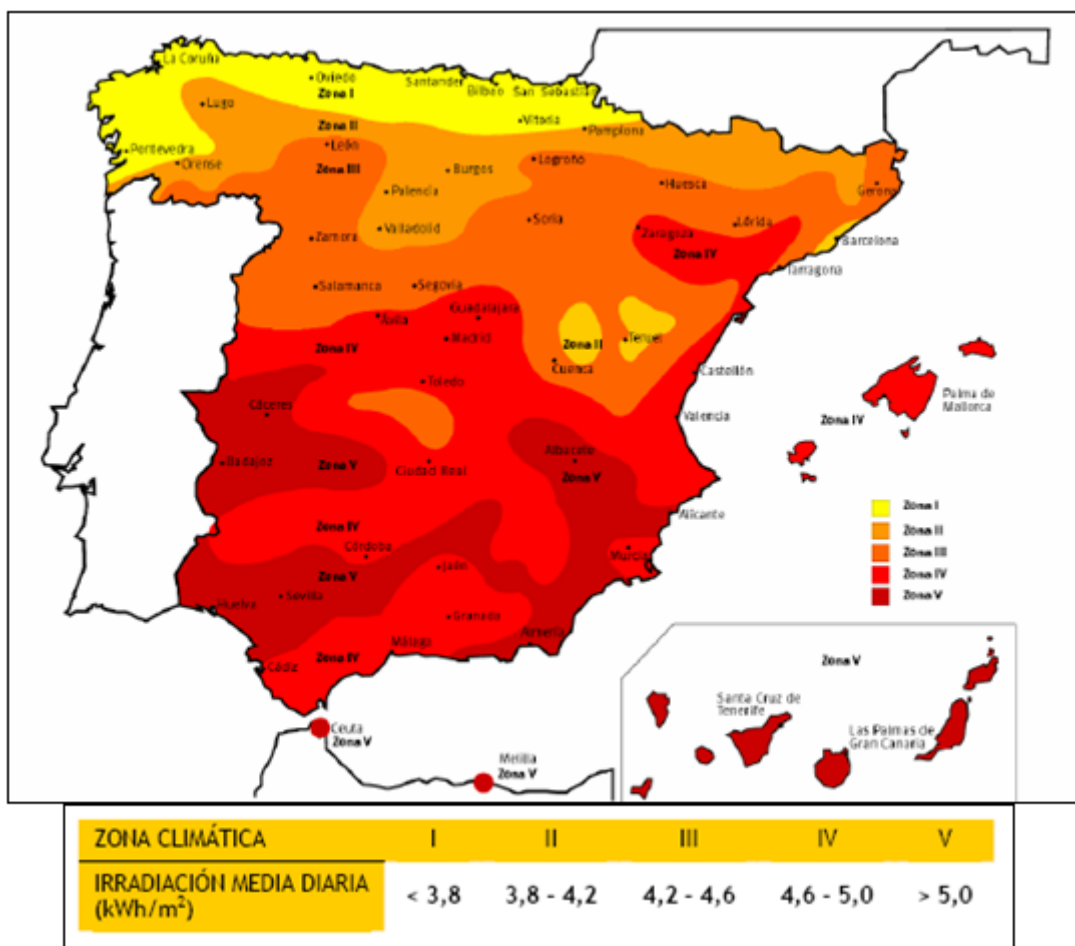 La Coruña
Oviedo
Santander
Bilbao
San Sebastián
Zona I
Lugo
Vitoria
Zona II
Pamplona
León
Pontevedra
Orense
Zona III
Burgos
Logroño
Palencia
Huesca
Gerona
Soria
Valladolid
Zamora
Zaragoza
Lérida
Barcelona
Zona IV
Tarragona
Salamanca
Segovia
Guadalajara
Ávila
Madrid
Zona IV
Zona II
Teruel
Cuenca
Toledo
Castellón
Palma de
Mallorca
Cáceres
Valencia
Zona IV
Albacete
Badajoz
Zona V
Ciudad Real
Zona V
Alicante
Zona I
Zona II
Zona III
Zona IV
Zona V
Zona IV
Córdoba
Murcia
Zona V
Jaén
Sevilla
Huelva
Granada
Málaga
Almería
Zona IV
Cádiz
Ceuta
Zona V
Melilla
Zona V
Zona V
Santa Cruz de
Tenerife
Las Palmas de
Gran Canaria
ZONA CLIMÁTICA I II III IV V
IRRADIACIÓN MEDIA DIARIA
(kWh/m²) < 3,8 3,8 - 4,2 4,2 - 4,6 4,6 - 5,0 > 5,0